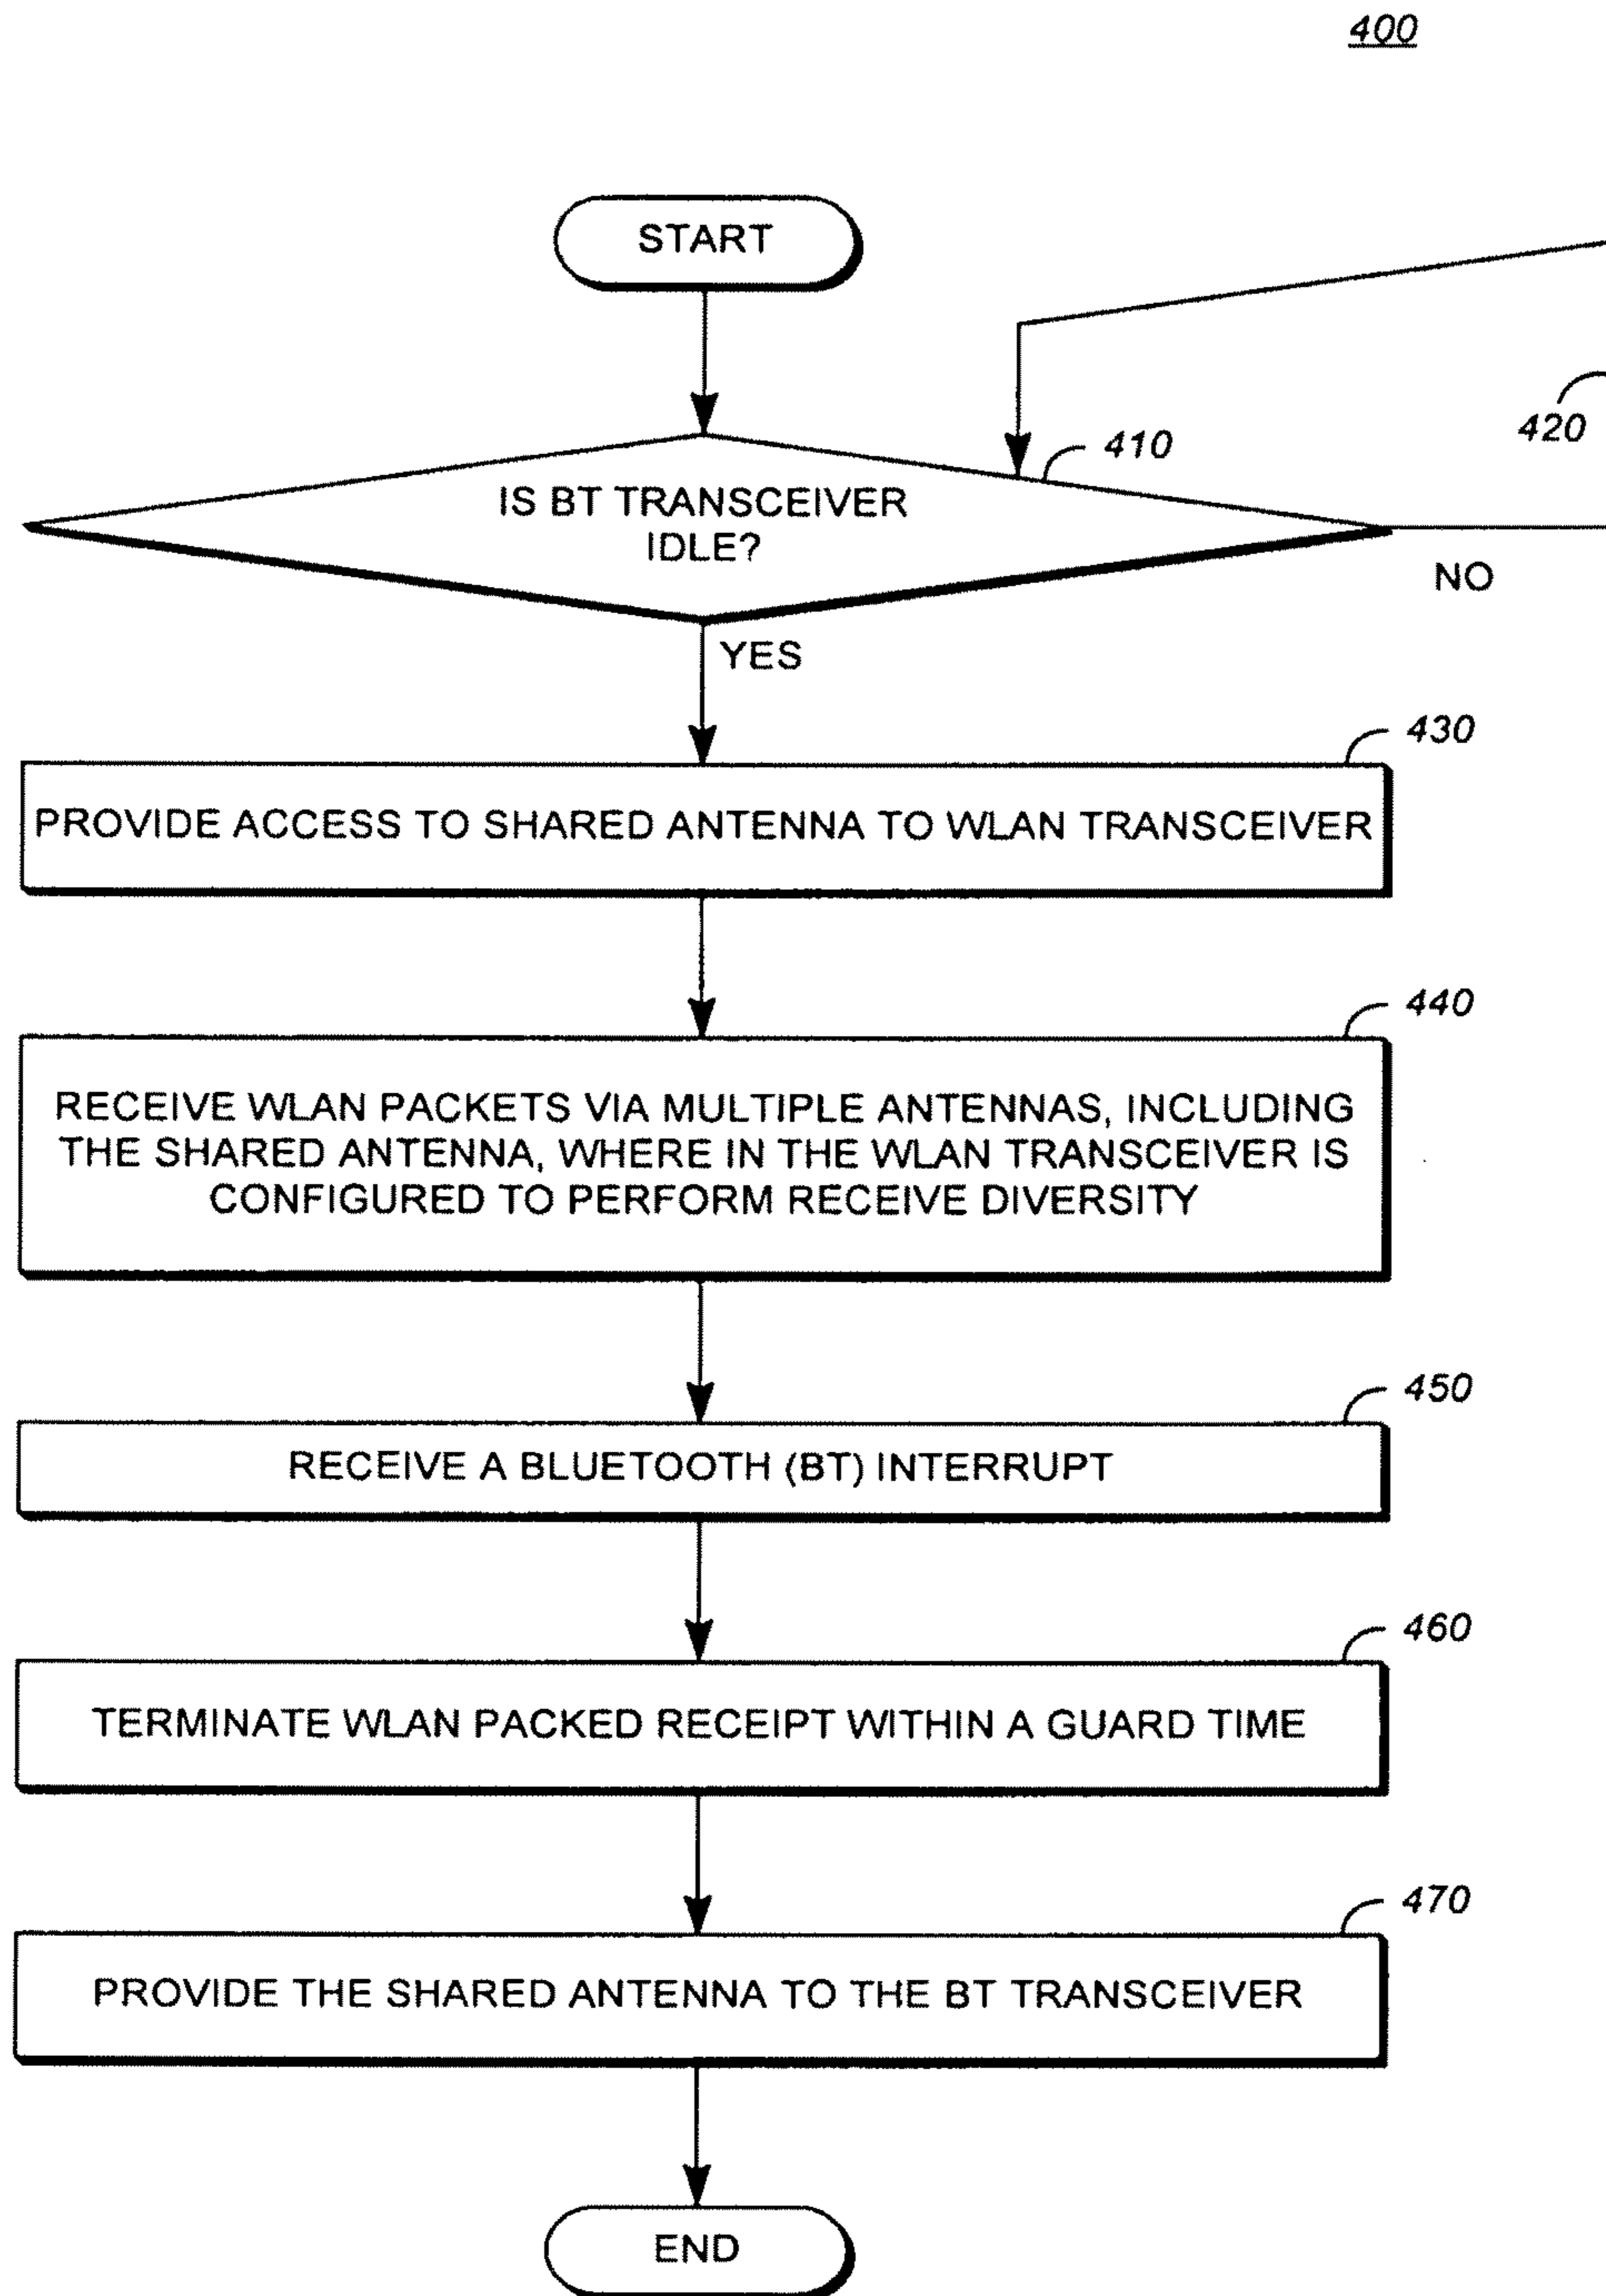 400
START
420
410
IS BT TRANSCEIVER
IDLE?
NO
YES
430
PROVIDE ACCESS TO SHARED ANTENNA TO WLAN TRANSCEIVER
440
RECEIVE WLAN PACKETS VIA MULTIPLE ANTENNAS, INCLUDING
THE SHARED ANTENNA, WHERE IN THE WLAN TRANSCEIVER IS
CONFIGURED TO PERFORM RECEIVE DIVERSITY
450
RECEIVE A BLUETOOTH (BT) INTERRUPT
460
TERMINATE WLAN PACKED RECEIPT WITHIN A GUARD TIME
470
PROVIDE THE SHARED ANTENNA TO THE BT TRANSCEIVER
END